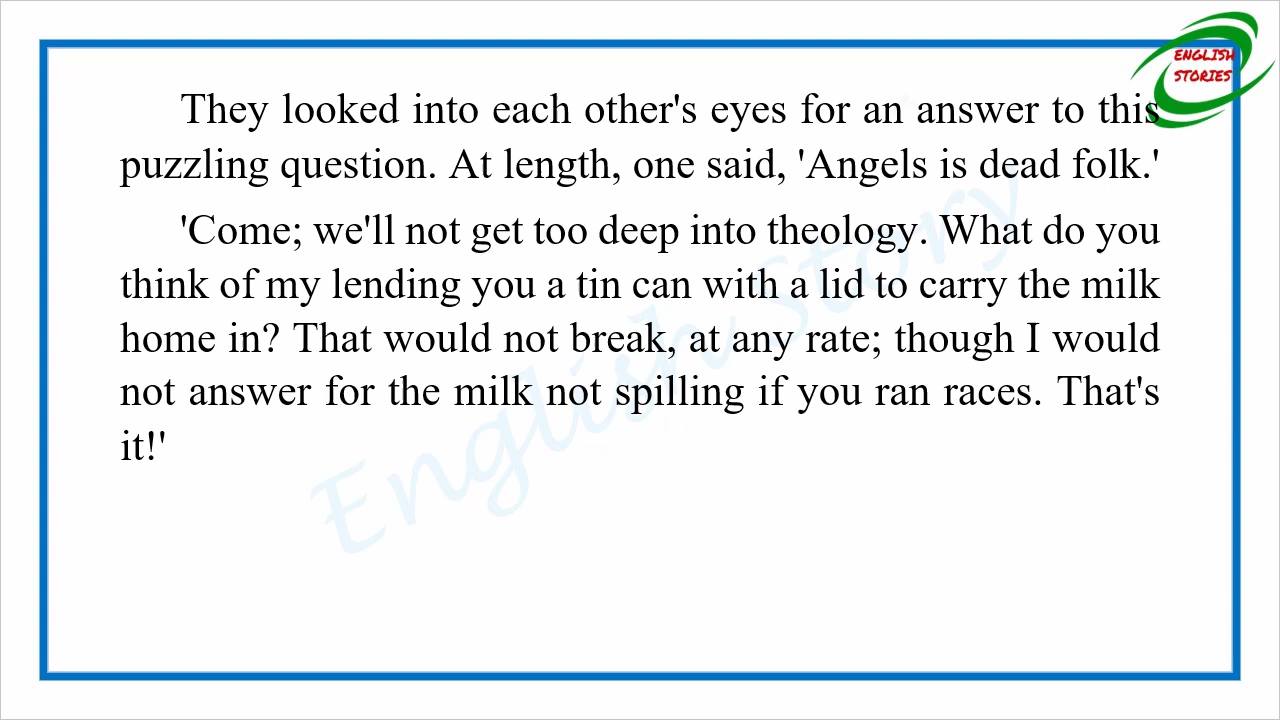 ENGLISH
STORIES
They looked into each other's eyes for an answer to this
puzzling question. At length, one said, 'Angels is dead folk.'
'Come; we'll not get too deep into theology. What do you
think of my lending you a tin can with a lid to carry the milk
home in? That would not break, at any rate; though I would
not answer for the milk not spilling if you ran races. That's
it!'
English Story